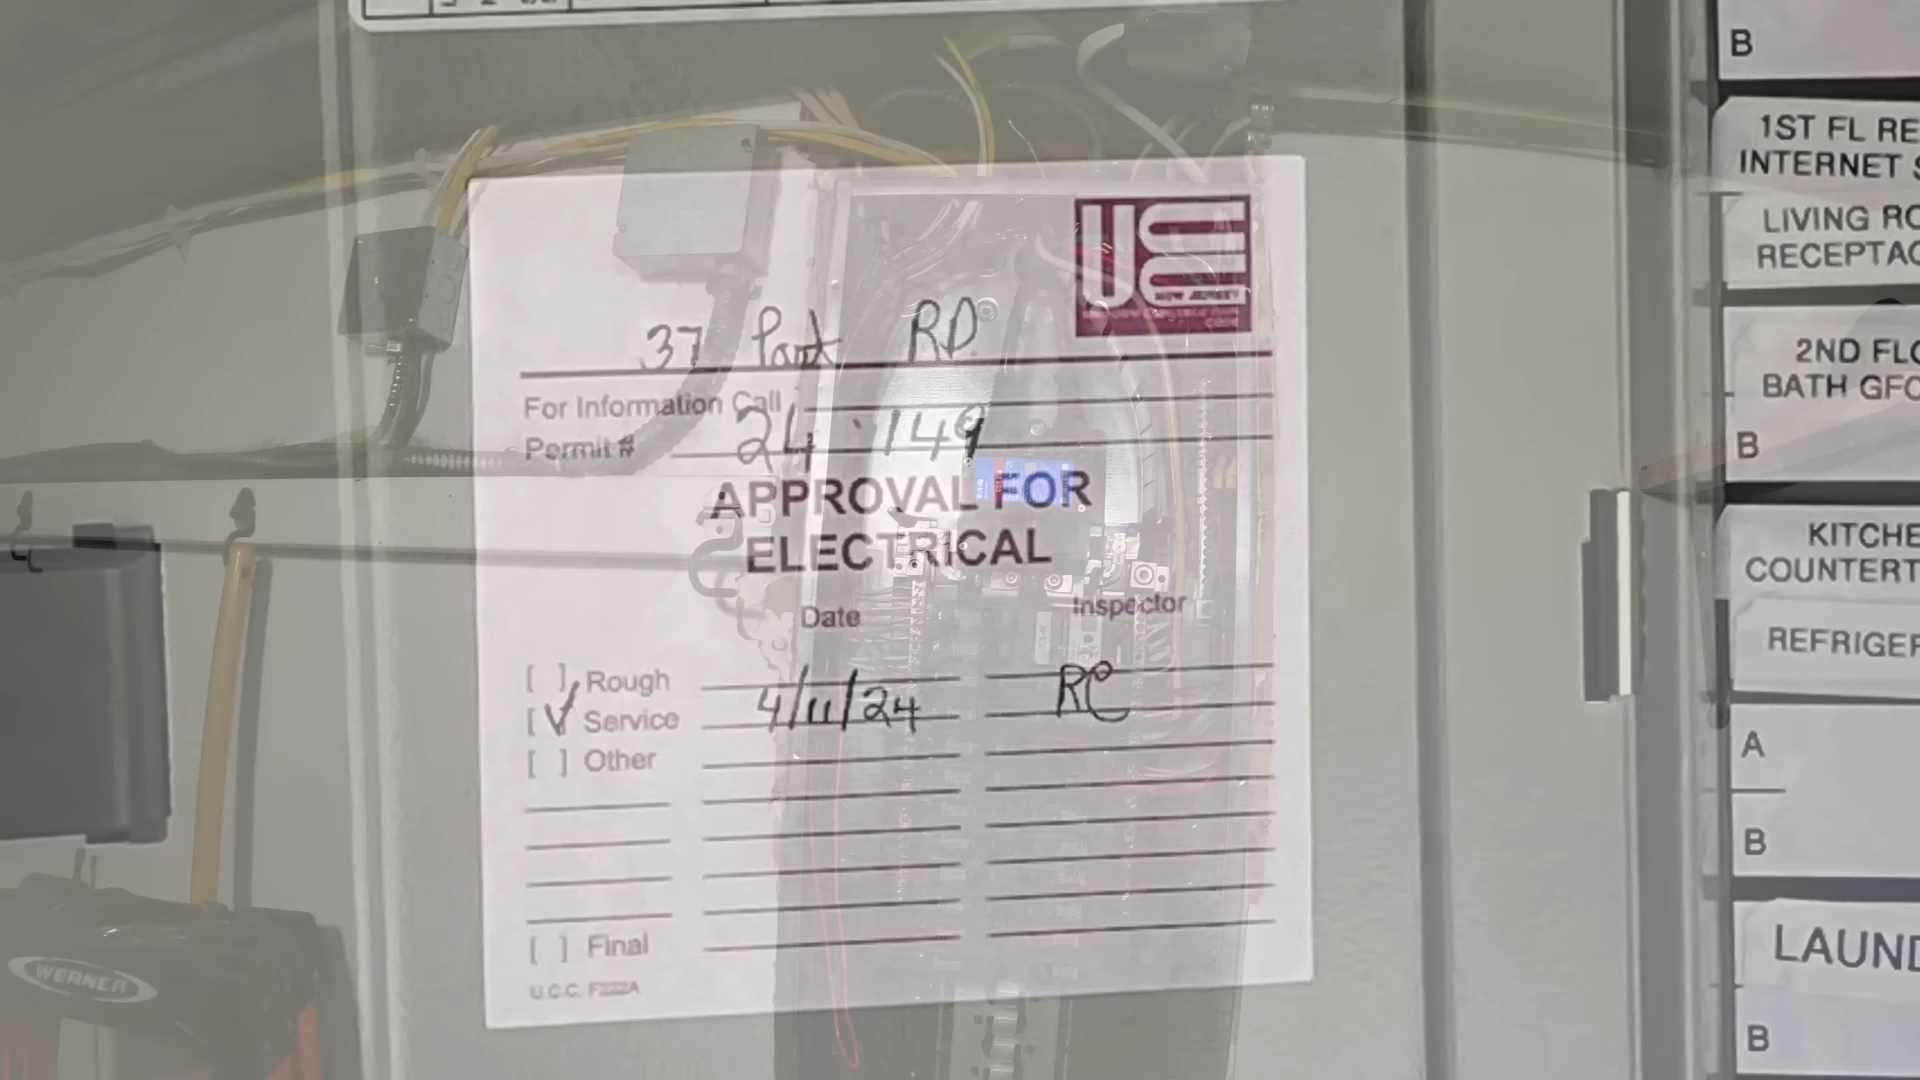 UCC
NEW JERSEY
37 Park RD.
For Information Call
Permit # 24-149
APPROVAL FOR
ELECTRICAL
Date Inspector
[ ] Rough
[✓] Service 4/11/24 RC
[ ] Other
[ ] Final
U.C.C.
WERNER
B
1ST FL RE
INTERNET S
LIVING RO
RECEPTAC
2ND FLO
BATH GFC
B
KITCHE
COUNTERT
REFRIGER
A
B
LAUND
B